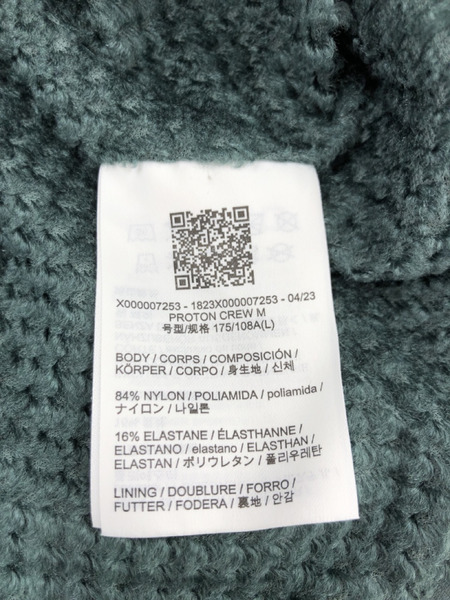 X000007253 - 1823X000007253 - 04/23
PROTON CREW M
号型/规格 175/108A(L)
BODY / CORPS / COMPOSICIÓN /
KÖRPER / CORPO / 身生地 / 신체
84% NYLON / POLIAMIDA / poliamida /
ナイロン / 나일론
16% ELASTANE / ÉLASTHANNE /
ELASTANO / elastano / ELASTHAN /
ELASTAN / ポリウレタン / 폴리우레탄
LINING / DOUBLURE / FORRO /
FUTTER / FODERA / 裏地 / 안감